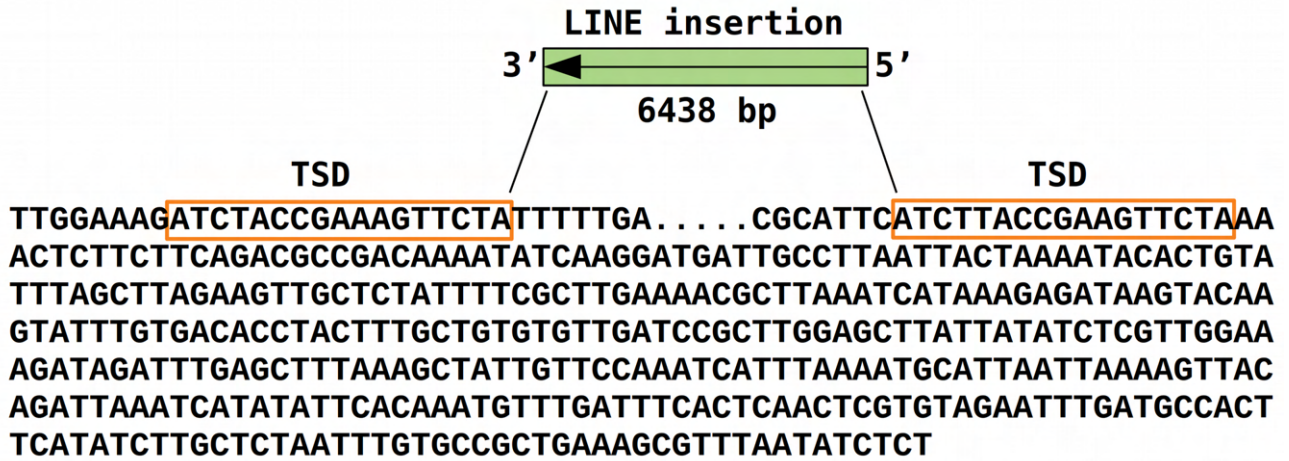 LINE insertion
3’ 5’
6438 bp
TSD TSD
TTGGAAAGATCTACCGAAAGTTCTATTTTTGA.....CGCATTCATCTTACCGAAGTTCTAAA
ACTCTTCTTCAGACGCCGACAAAATATCAAGGATGATTGCCTTAATTACTAAAATACACTGTA
TTTAGCTTAGAAGTTGCTCTATTTTCGCTTGAAAACGCTTAAATCATAAAGAGATAAGTACAA
GTATTTGTGACACCTACTTTGCTGTGTGTTGATCCGCTTGGAGCTTATTATATCTCGTTGGAA
AGATAGATTTGAGCTTTAAAGCTATTGTTCCAAATCATTTAAAATGCATTAATTAAAAGTTAC
AGATTAAATCATATATTCACAAATGTTTGATTTCACTCAACTCGTGTAGAATTTGATGCCACT
TCATATCTTGCTCTAATTTGTGCCGCTGAAAGCGTTTAATATCTCT